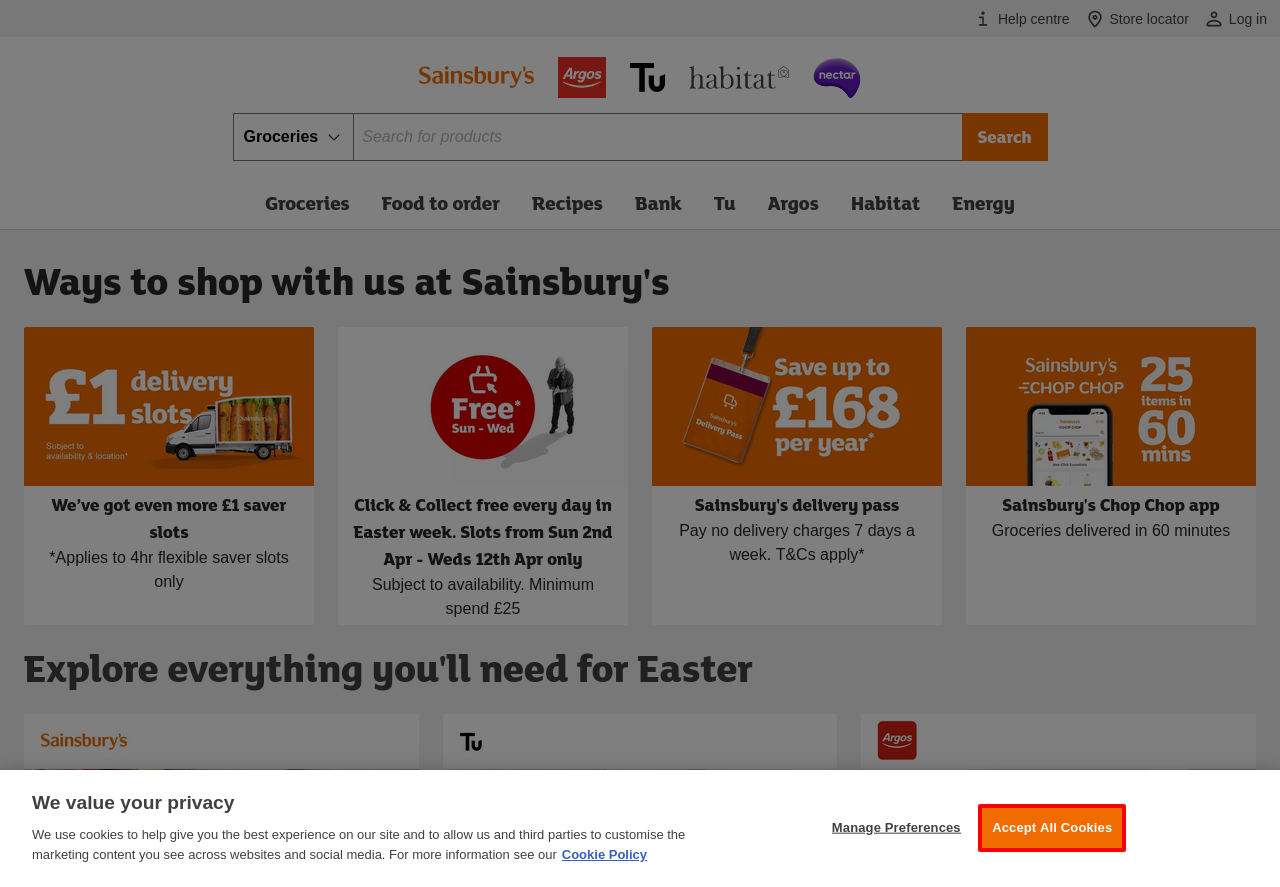 Help centre
Store locator
Log in
Sainsbury's
Argos
Tu
habitat
nectar
Groceries
Search for products
Search
Groceries
Food to order
Recipes
Bank
Tu
Argos
Habitat
Energy
Ways to shop with us at Sainsbury's
£1 delivery
slots
Subject to
availability & location*
Sainsbury's
We’ve got even more £1 saver
slots
*Applies to 4hr flexible saver slots
only
Free*
Sun - Wed
Click & Collect free every day in
Easter week. Slots from Sun 2nd
Apr - Weds 12th Apr only
Subject to availability. Minimum
spend £25
Sainsbury's
Delivery Pass
Save up to
£168
per year*
Sainsbury's delivery pass
Pay no delivery charges 7 days a
week. T&Cs apply*
Sainsbury's
CHOP CHOP
25
items in
60
mins
Sainsbury's Chop Chop app
Groceries delivered in 60 minutes
Explore everything you'll need for Easter
Sainsbury's
Tu
Argos
We value your privacy
We use cookies to help give you the best experience on our site and to allow us and third parties to customise the
marketing content you see across websites and social media. For more information see our Cookie Policy
Manage Preferences
Accept All Cookies